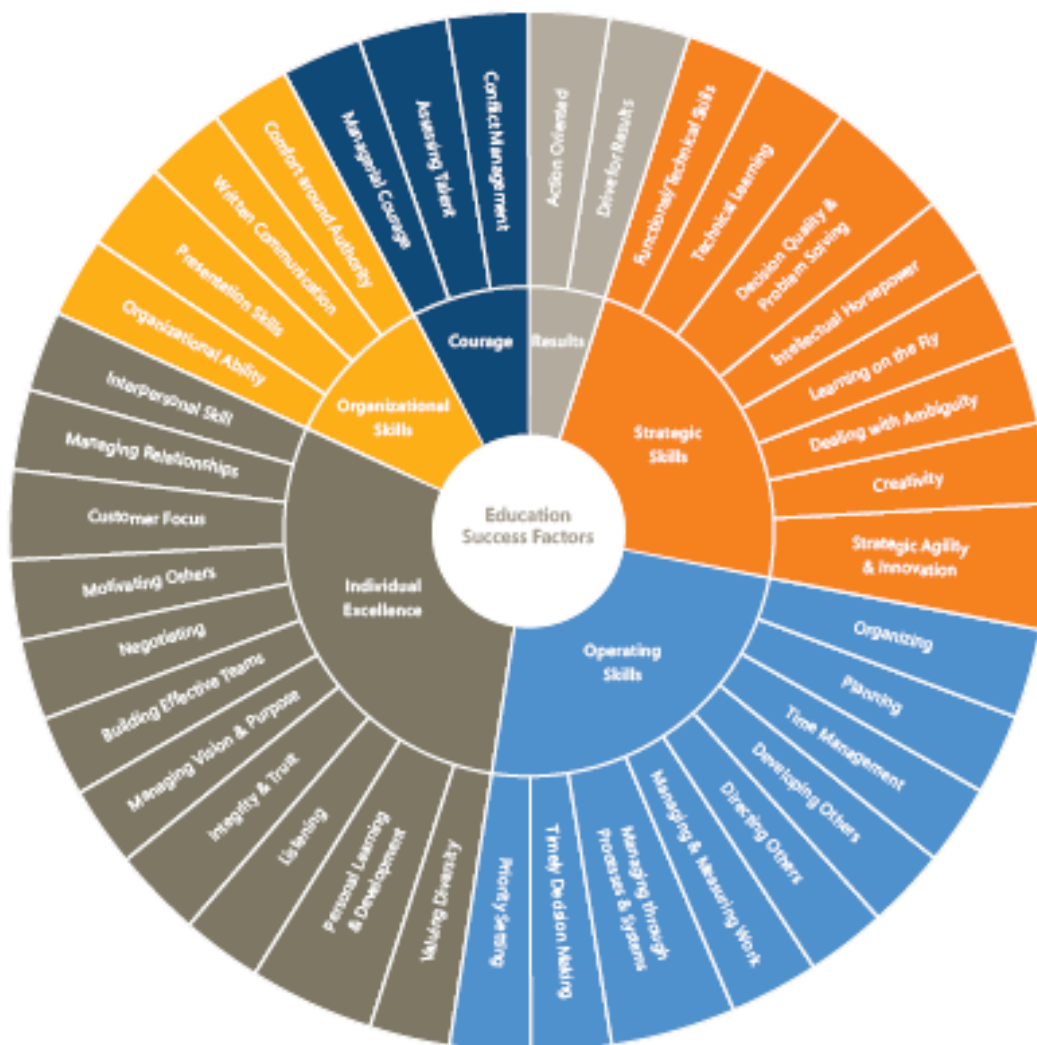 Education
Success Factors
Results
Action Oriented
Drive for Results
Strategic
Skills
Functional/Technical Skills
Technical Learning
Decision Quality &
Problem Solving
Intellectual Horsepower
Learning on the Fly
Dealing with Ambiguity
Creativity
Strategic Agility
& Innovation
Operating
Skills
Organizing
Planning
Time Management
Developing Others
Directing Others
Managing & Measuring Work
Managing through
Processes & Systems
Timely Decision Making
Priority Setting
Individual
Excellence
Valuing Diversity
Personal Learning
& Development
Listening
Integrity & Trust
Managing Vision & Purpose
Building Effective Teams
Negotiating
Motivating Others
Customer Focus
Managing Relationships
Interpersonal Skill
Organizational
Skills
Organizational Ability
Presentation Skills
Written Communication
Comfort around Authority
Courage
Managerial Courage
Assessing Talent
Conflict Management